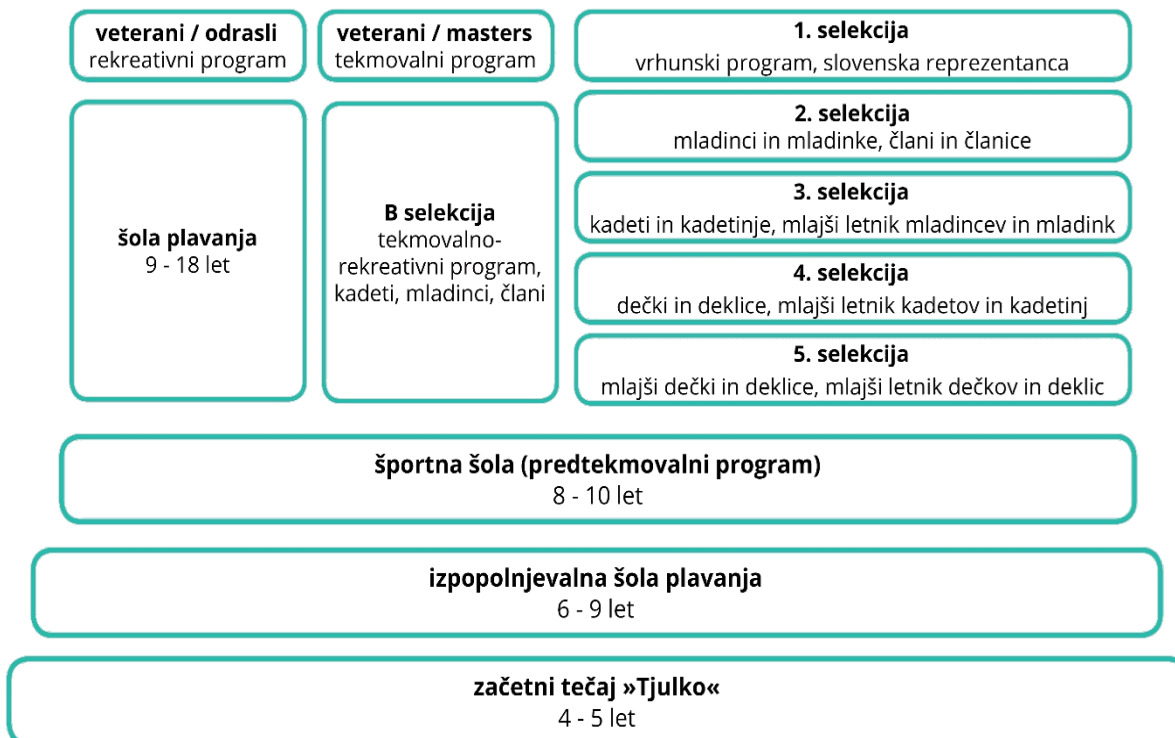 veterani / odrasli
rekreativni program
veterani / masters
tekmovalni program
1. selekcija
vrhunski program, slovenska reprezentanca
šola plavanja
9 - 18 let
B selekcija
tekmovalno-
rekreativni program,
kadeti, mladinci, člani
2. selekcija
mladinci in mladinke, člani in članice
3. selekcija
kadeti in kadetinje, mlajši letnik mladincev in mladink
4. selekcija
dečki in deklice, mlajši letnik kadetov in kadetinj
5. selekcija
mlajši dečki in deklice, mlajši letnik dečkov in deklic
športna šola (predtekmovalni program)
8 - 10 let
izpopolnjevalna šola plavanja
6 - 9 let
začetni tečaj »Tjulko«
4 - 5 let